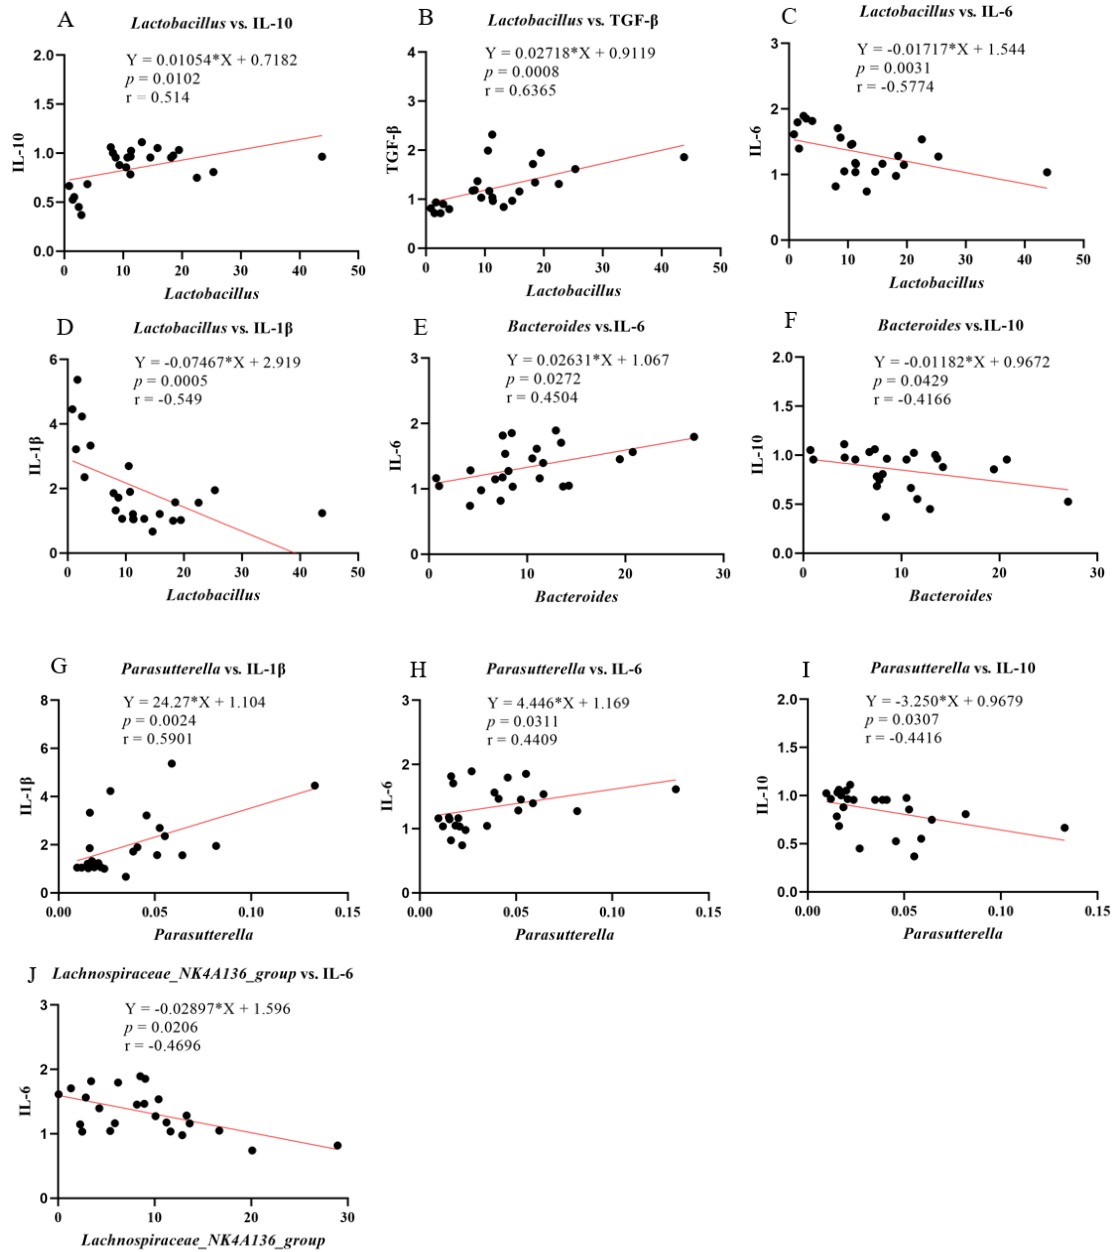 A
Lactobacillus vs. IL-10
Y = 0.01054*X + 0.7182
p = 0.0102
r = 0.514
2.0
1.5
1.0
0.5
0.0
IL-10
0 10 20 30 40 50
Lactobacillus
B
Lactobacillus vs. TGF-β
Y = 0.02718*X + 0.9119
p = 0.0008
r = 0.6365
4
3
2
1
0
TGF-β
0 10 20 30 40 50
Lactobacillus
C
Lactobacillus vs. IL-6
Y = -0.01717*X + 1.544
p = 0.0031
r = -0.5774
3
2
1
0
IL-6
0 10 20 30 40 50
Lactobacillus
D
Lactobacillus vs. IL-1β
Y = -0.07467*X + 2.919
p = 0.0005
r = -0.549
6
4
2
0
IL-1β
0 10 20 30 40 50
Lactobacillus
E
Bacteroides vs.IL-6
Y = 0.02631*X + 1.067
p = 0.0272
r = 0.4504
3
2
1
0
IL-6
0 10 20 30
Bacteroides
F
Bacteroides vs.IL-10
Y = -0.01182*X + 0.9672
p = 0.0429
r = -0.4166
2.0
1.5
1.0
0.5
0.0
IL-10
0 10 20 30
Bacteroides
G
Parasutterella vs. IL-1β
Y = 24.27*X + 1.104
p = 0.0024
r = 0.5901
8
6
4
2
0
IL-1β
0.00 0.05 0.10 0.15
Parasutterella
H
Parasutterella vs. IL-6
Y = 4.446*X + 1.169
p = 0.0311
r = 0.4409
3
2
1
0
IL-6
0.00 0.05 0.10 0.15
Parasutterella
I
Parasutterella vs. IL-10
Y = -3.250*X + 0.9679
p = 0.0307
r = -0.4416
2.0
1.5
1.0
0.5
0.0
IL-10
0.00 0.05 0.10 0.15
Parasutterella
J
Lachnospiraceae_NK4A136_group vs. IL-6
Y = -0.02897*X + 1.596
p = 0.0206
r = -0.4696
3
2
1
0
IL-6
0 10 20 30
Lachnospiraceae_NK4A136_group